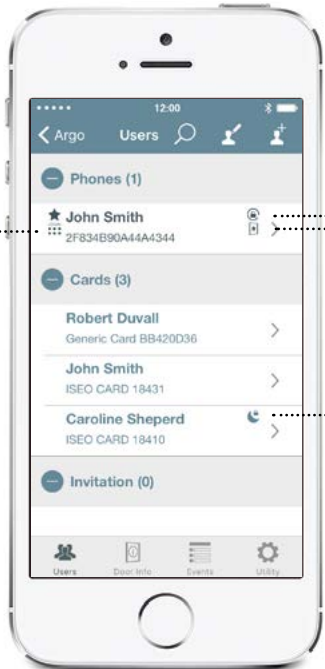 12:00
Argo Users
Phones (1)
John Smith
2F834B90A44A4344
Cards (3)
Robert Duvall
Generic Card BB420D36
John Smith
ISEO CARD 18431
Caroline Sheperd
ISEO CARD 18410
Invitation (0)
Users Door Info Events Utility